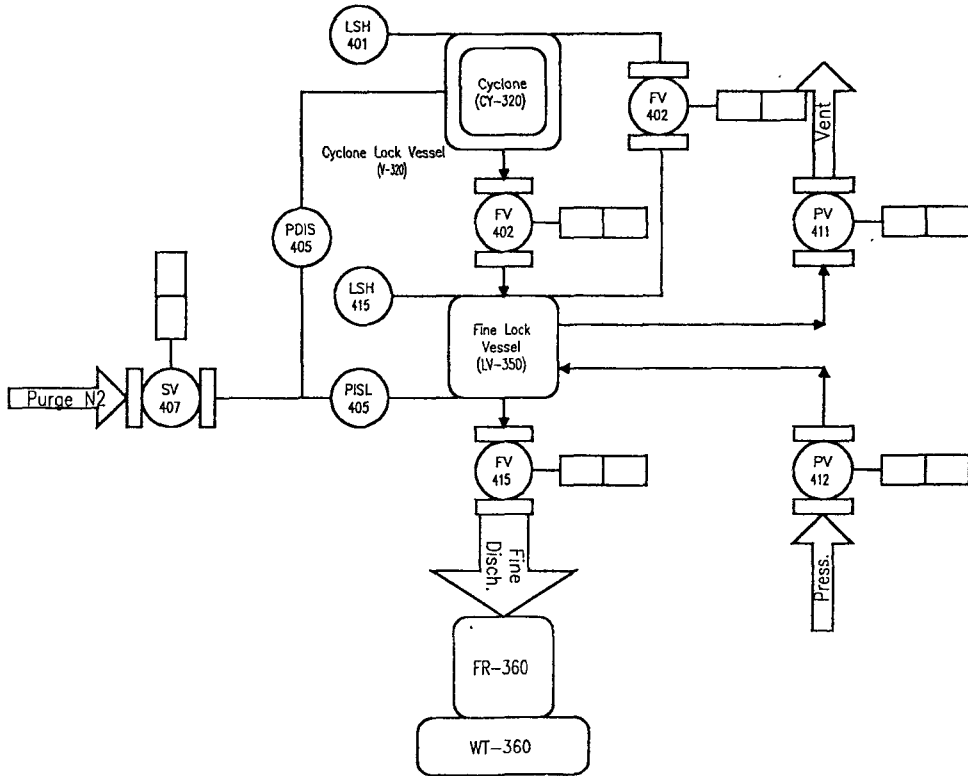 LSH
401
Cyclone
(CY-320)
FV
402
Vent
Cyclone Lock Vessel
(V-320)
FV
402
PV
411
PDIS
405
LSH
415
Fine Lock
Vessel
(LV-350)
Purge N2
SV
407
PISL
405
FV
415
PV
412
Fine
Disch.
Press.
FR-360
WT-360